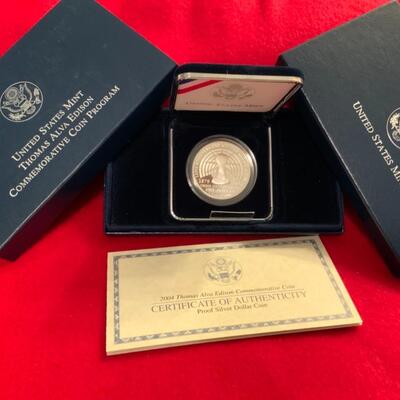 UNITED STATES MINT
THOMAS ALVA EDISON
COMMEMORATIVE COIN PROGRAM
UNITED STATES MINT
UNITED STATES
2004 Thomas Alva Edison Commemorative Coin
CERTIFICATE OF AUTHENTICITY
Proof Silver Dollar Coin